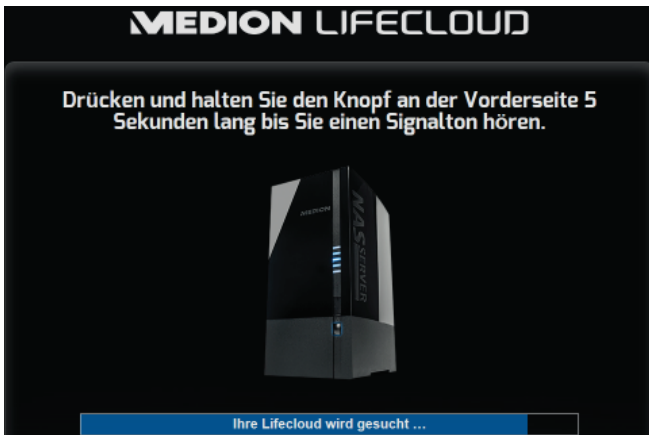 MEDION LIFECLOUD
Drücken und halten Sie den Knopf an der Vorderseite 5
Sekunden lang bis Sie einen Signalton hören.
MEDION
NAS SERVER
Ihre Lifecloud wird gesucht ...